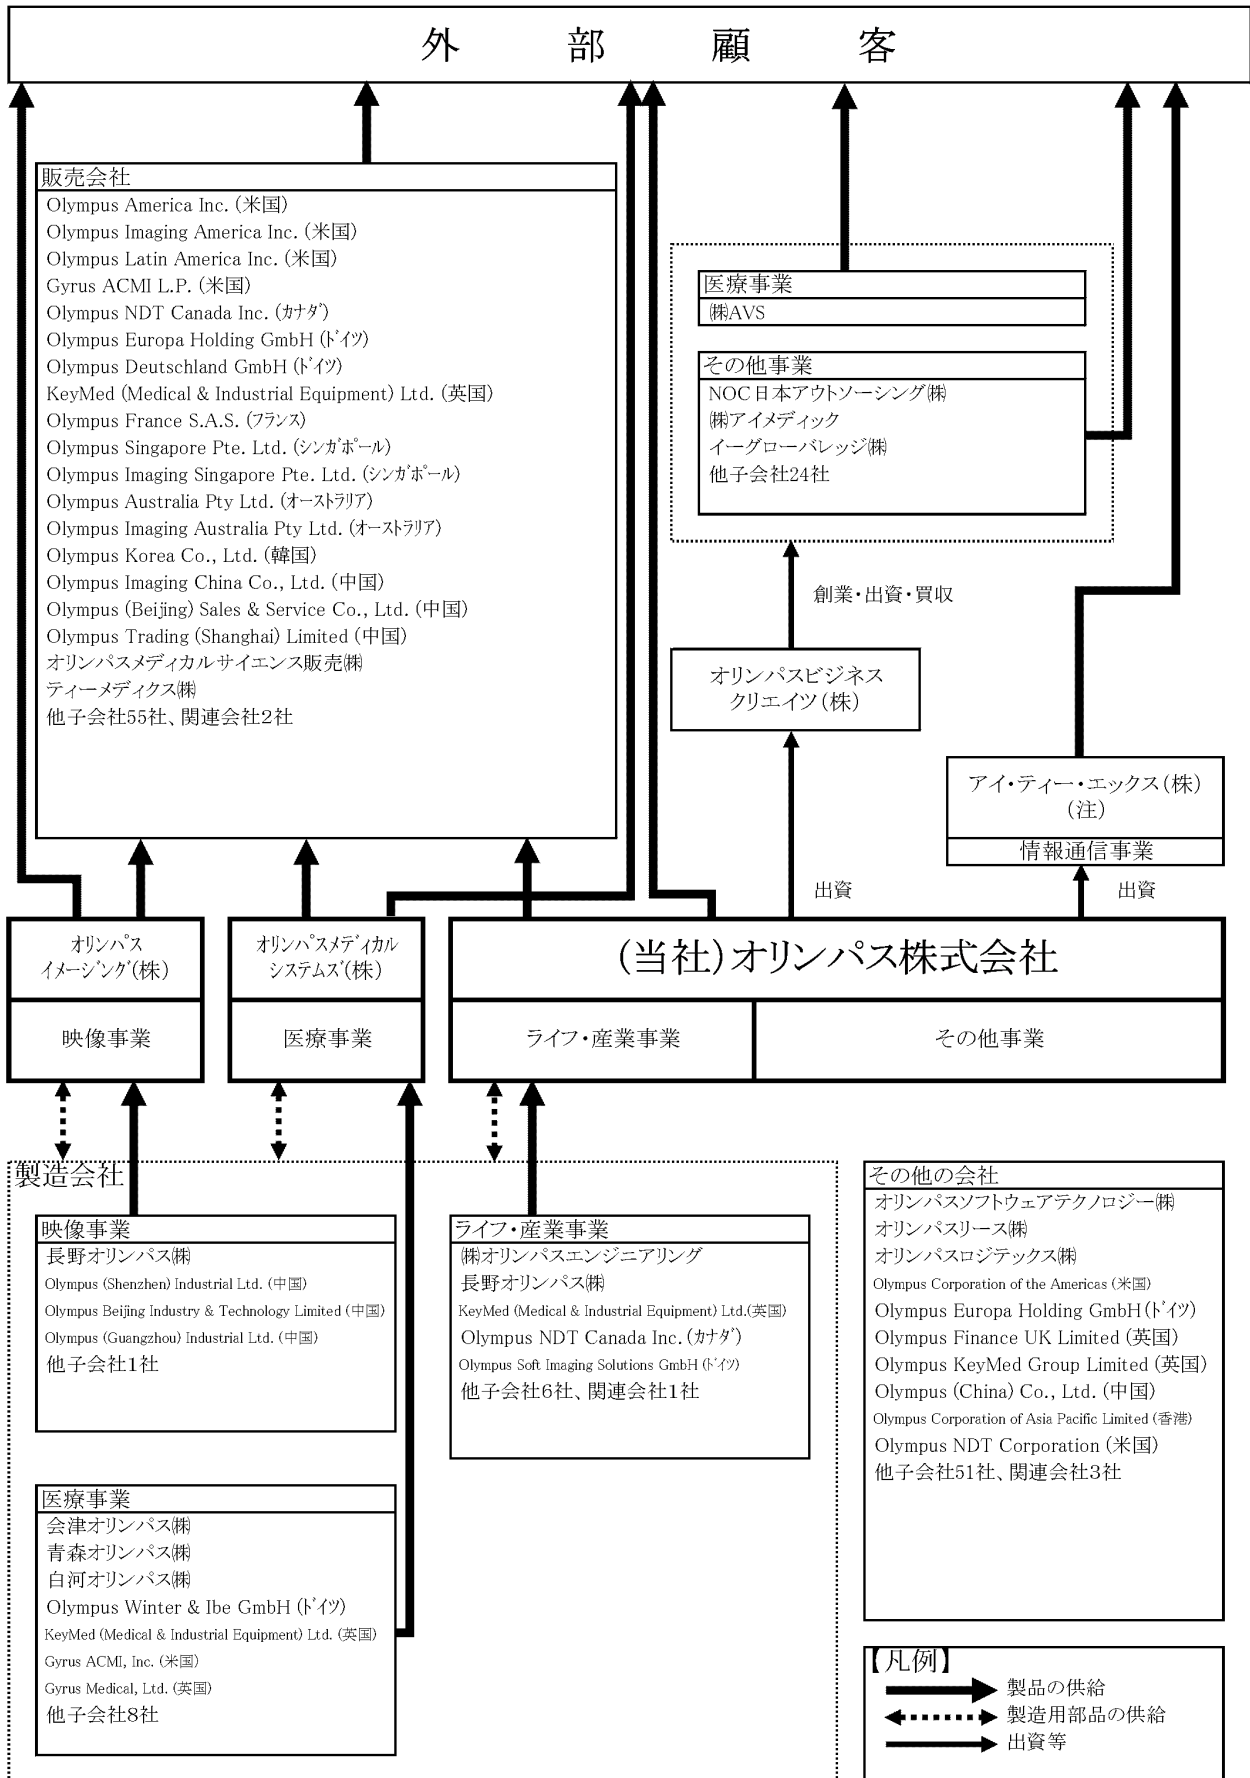 外部顧客
販売会社
Olympus America Inc. (米国)
Olympus Imaging America Inc. (米国)
Olympus Latin America Inc. (米国)
Gyrus ACMI L.P. (米国)
Olympus NDT Canada Inc. (ｶﾅﾀﾞ)
Olympus Europa Holding GmbH (ﾄﾞｲﾂ)
Olympus Deutschland GmbH (ﾄﾞｲﾂ)
KeyMed (Medical & Industrial Equipment) Ltd. (英国)
Olympus France S.A.S. (ﾌﾗﾝｽ)
Olympus Singapore Pte. Ltd. (ｼﾝｶﾞﾎﾟｰﾙ)
Olympus Imaging Singapore Pte. Ltd. (ｼﾝｶﾞﾎﾟｰﾙ)
Olympus Australia Pty Ltd. (ｵｰｽﾄﾗﾘｱ)
Olympus Imaging Australia Pty Ltd. (ｵｰｽﾄﾗﾘｱ)
Olympus Korea Co., Ltd. (韓国)
Olympus Imaging China Co., Ltd. (中国)
Olympus (Beijing) Sales & Service Co., Ltd. (中国)
Olympus Trading (Shanghai) Limited (中国)
オリンパスメディカルサイエンス販売㈱
ティーメディクス㈱
他子会社55社、関連会社2社
医療事業
㈱AVS
その他事業
NOC日本アウトソーシング㈱
㈱アイメディック
イーグローバレッジ㈱
他子会社24社
創業・出資・買収
オリンパスビジネス
クリエイツ(株)
アイ・ティー・エックス(株)
(注)
情報通信事業
出資
出資
ｵﾘﾝﾊﾟｽ
ｲﾒｰｼﾞﾝｸﾞ(株)
映像事業
ｵﾘﾝﾊﾟｽﾒﾃﾞｨｶﾙ
ｼｽﾃﾑｽﾞ(株)
医療事業
(当社)オリンパス株式会社
ライフ・産業事業
その他事業
製造会社
映像事業
長野オリンパス㈱
Olympus (Shenzhen) Industrial Ltd. (中国)
Olympus Beijing Industry & Technology Limited (中国)
Olympus (Guangzhou) Industrial Ltd. (中国)
他子会社1社
医療事業
会津オリンパス㈱
青森オリンパス㈱
白河オリンパス㈱
Olympus Winter & Ibe GmbH (ﾄﾞｲﾂ)
KeyMed (Medical & Industrial Equipment) Ltd. (英国)
Gyrus ACMI, Inc. (米国)
Gyrus Medical, Ltd. (英国)
他子会社8社
ライフ・産業事業
㈱オリンパスエンジニアリング
長野オリンパス㈱
KeyMed (Medical & Industrial Equipment) Ltd.(英国)
Olympus NDT Canada Inc. (ｶﾅﾀﾞ)
Olympus Soft Imaging Solutions GmbH (ﾄﾞｲﾂ)
他子会社6社、関連会社1社
その他の会社
オリンパスソフトウェアテクノロジー㈱
オリンパスリース㈱
オリンパスロジテックス㈱
Olympus Corporation of the Americas (米国)
Olympus Europa Holding GmbH (ﾄﾞｲﾂ)
Olympus Finance UK Limited (英国)
Olympus KeyMed Group Limited (英国)
Olympus (China) Co., Ltd. (中国)
Olympus Corporation of Asia Pacific Limited (香港)
Olympus NDT Corporation (米国)
他子会社51社、関連会社3社
【凡例】
製品の供給
製造用部品の供給
出資等